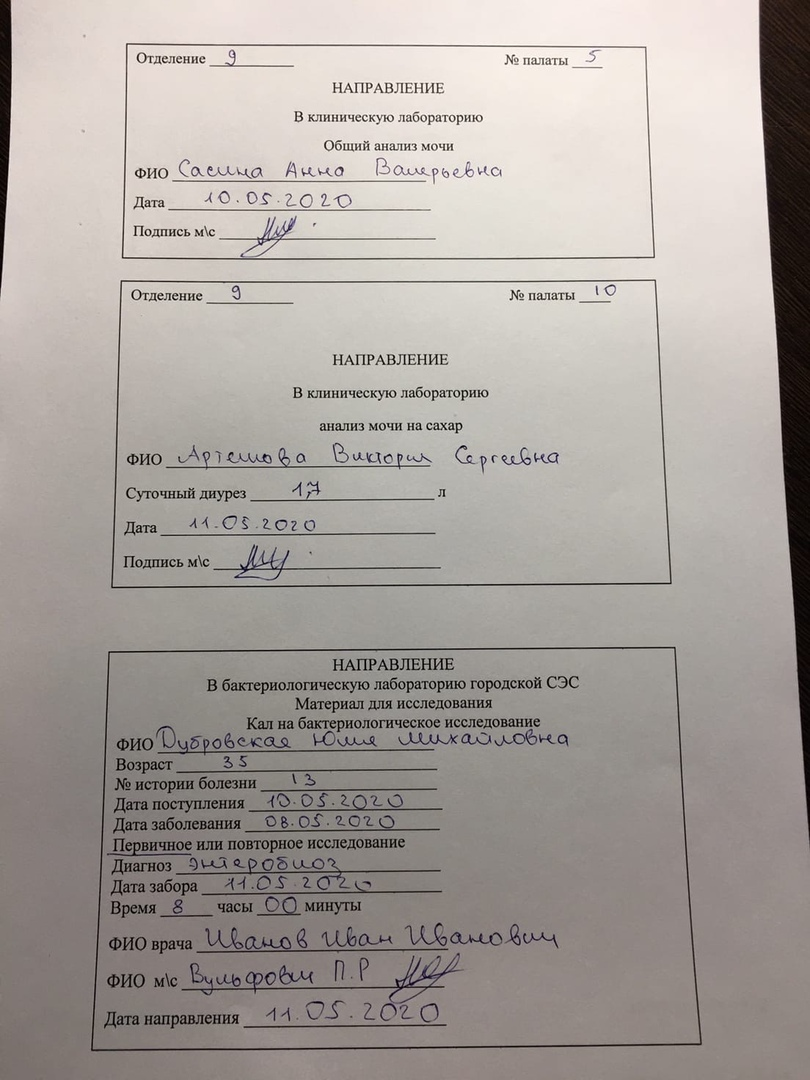 Отделение 9 № палаты 5
НАПРАВЛЕНИЕ
В клиническую лабораторию
Общий анализ мочи
ФИО Сасина Анна Валерьевна
Дата 10.05.2020
Подпись м\с
Отделение 9 № палаты 10
НАПРАВЛЕНИЕ
В клиническую лабораторию
анализ мочи на сахар
ФИО Артемова Виктория Сергеевна
Суточный диурез 1,7 л
Дата 11.05.2020
Подпись м\с
НАПРАВЛЕНИЕ
В бактериологическую лабораторию городской СЭС
Материал для исследования
Кал на бактериологическое исследование
ФИО Дубровская Юлия Михайловна
Возраст 35
№ истории болезни 13
Дата поступления 10.05.2020
Дата заболевания 08.05.2020
Первичное или повторное исследование
Диагноз энтеробиоз
Дата забора 11.05.2020
Время 8 часы 00 минуты
ФИО врача Иванов Иван Иванович
ФИО м\с Вульфович П.Р
Дата направления 11.05.2020